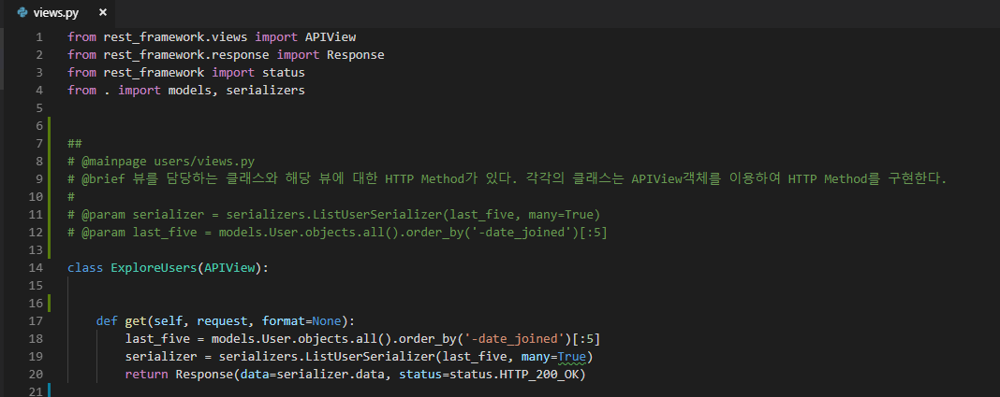 views.py ×
1 from rest_framework.views import APIView
2 from rest_framework.response import Response
3 from rest_framework import status
4 from . import models, serializers
5
6
7 ##
8 # @mainpage users/views.py
9 # @brief 뷰를 담당하는 클래스와 해당 뷰에 대한 HTTP Method가 있다. 각각의 클래스는 APIView객체를 이용하여 HTTP Method를 구현한다.
10 #
11 # @param serializer = serializers.ListUserSerializer(last_five, many=True)
12 # @param last_five = models.User.objects.all().order_by('-date_joined')[:5]
13
14 class ExploreUsers(APIView):
15
16
17 def get(self, request, format=None):
18 last_five = models.User.objects.all().order_by('-date_joined')[:5]
19 serializer = serializers.ListUserSerializer(last_five, many=True)
20 return Response(data=serializer.data, status=status.HTTP_200_OK)
21